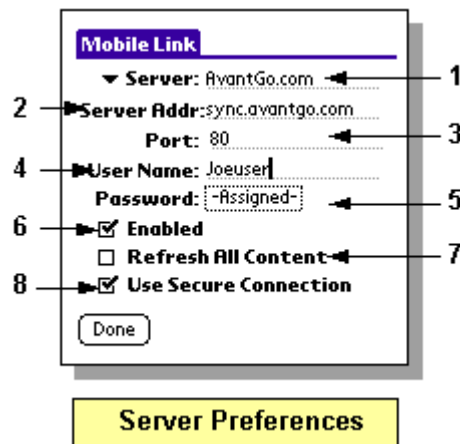 Mobile Link
Server: AvantGo.com 1
2 Server Addr: sync.avantgo.com
Port: 80 3
4 User Name: Joeuser
Password: -Assigned- 5
6 Enabled
Refresh All Content 7
8 Use Secure Connection
Done
Server Preferences